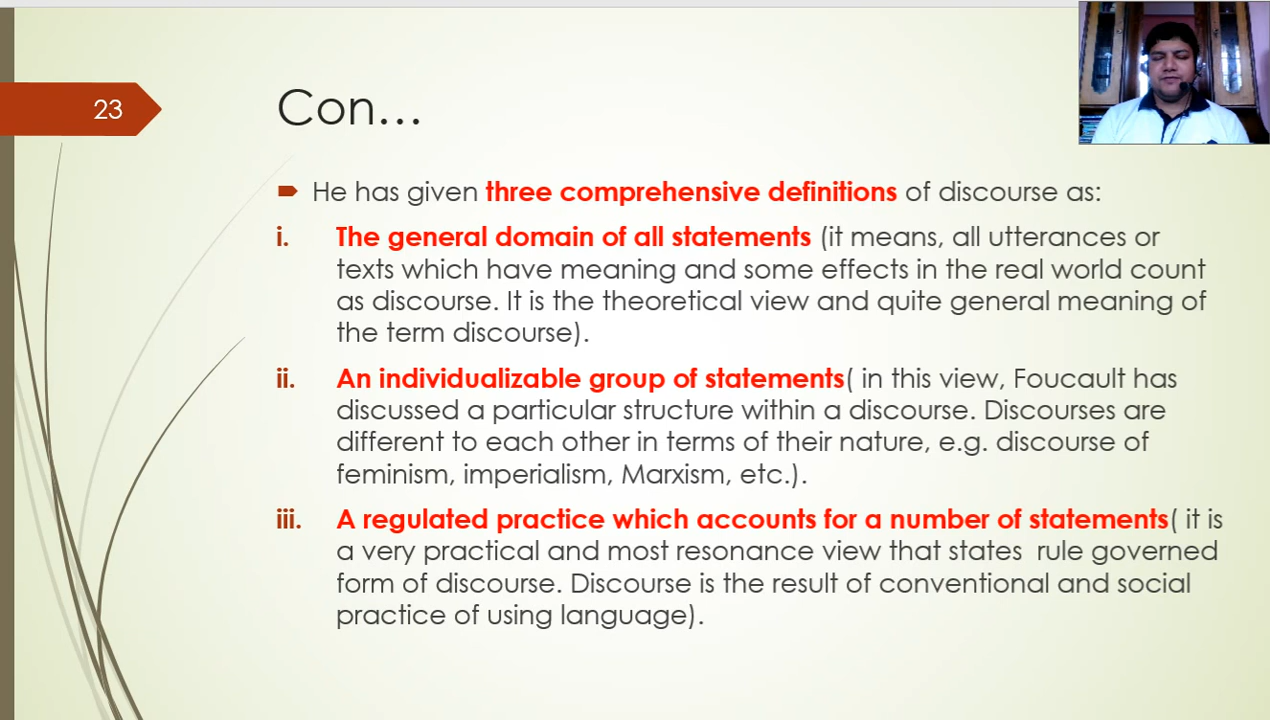 23
Con...
He has given three comprehensive definitions of discourse as:
i. The general domain of all statements (it means, all utterances or
texts which have meaning and some effects in the real world count
as discourse. It is the theoretical view and quite general meaning of
the term discourse).
ii. An individualizable group of statements( in this view, Foucault has
discussed a particular structure within a discourse. Discourses are
different to each other in terms of their nature, e.g. discourse of
feminism, imperialism, Marxism, etc.).
iii. A regulated practice which accounts for a number of statements( it is
a very practical and most resonance view that states rule governed
form of discourse. Discourse is the result of conventional and social
practice of using language).